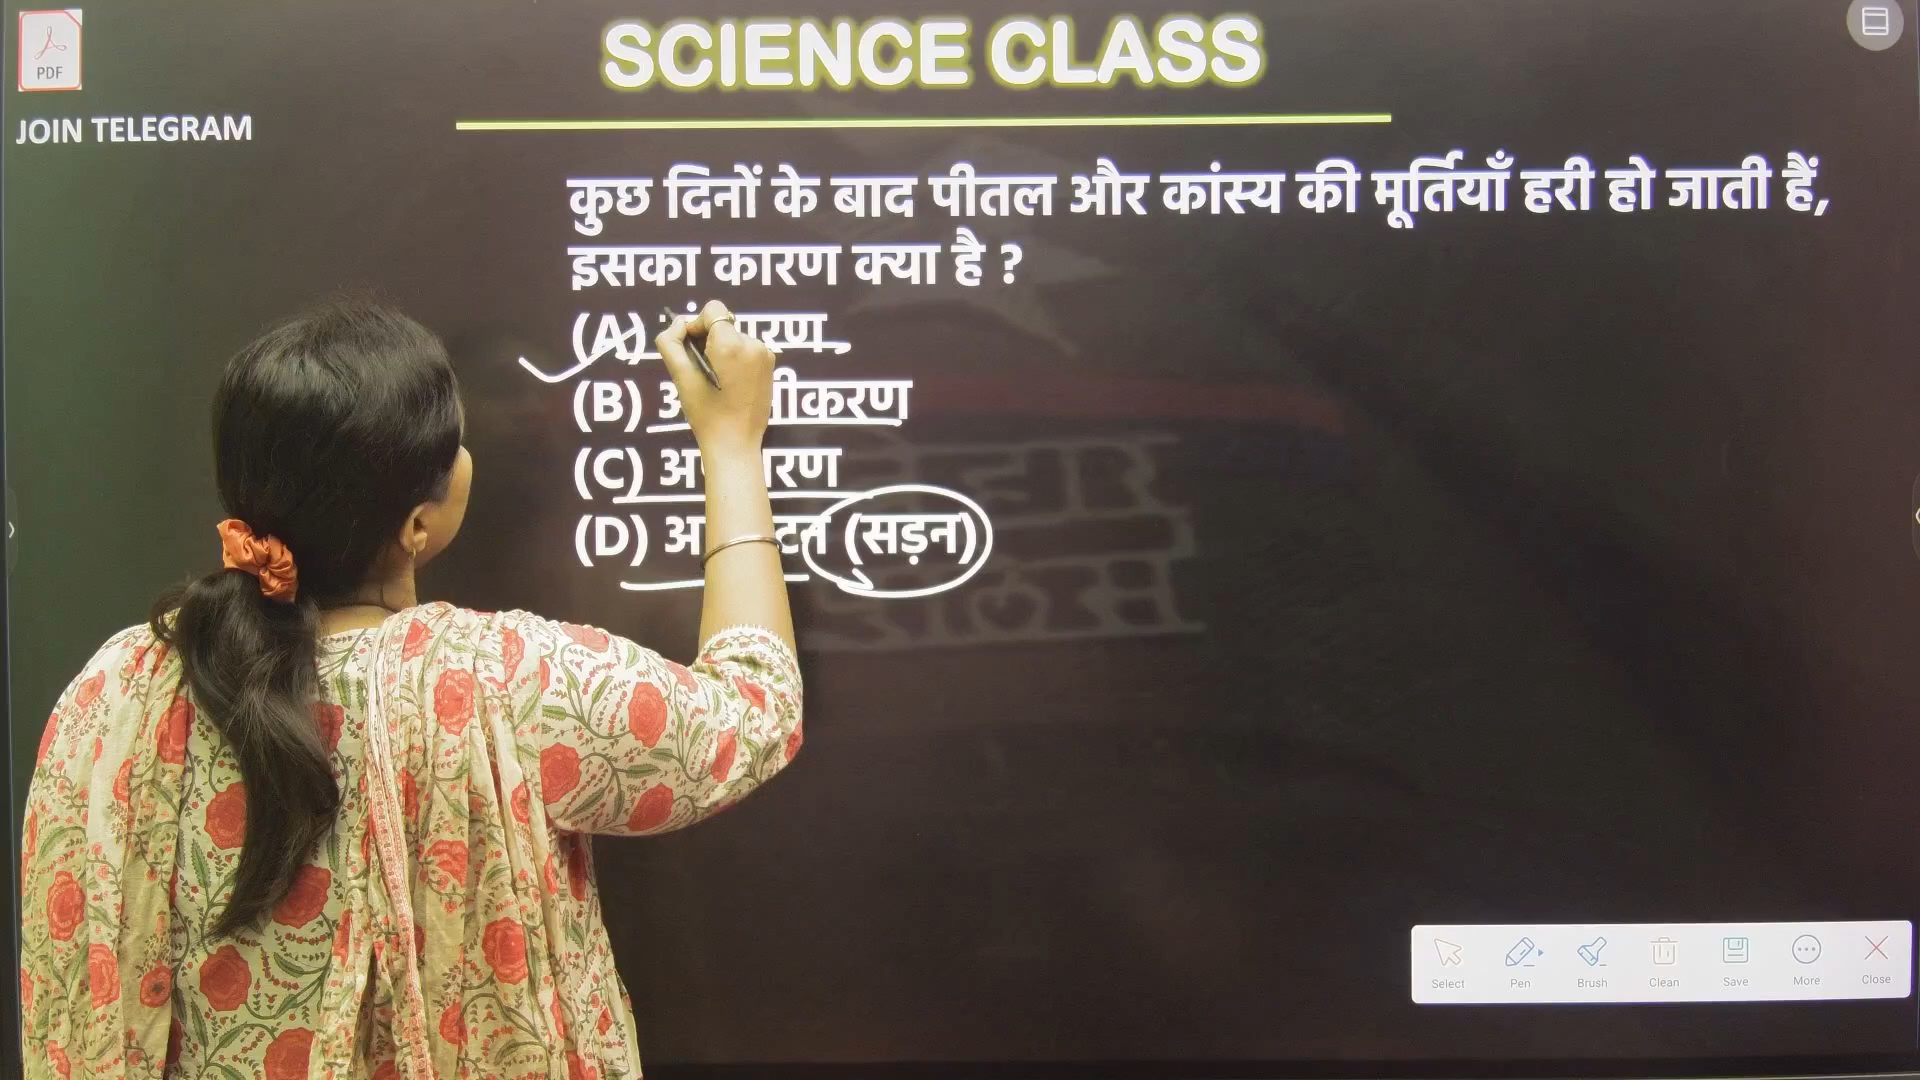 SCIENCE CLASS
PDF
JOIN TELEGRAM
कुछ दिनों के बाद पीतल और कांस्य की मूर्तियाँ हरी हो जाती हैं,
इसका कारण क्या है ?
(A)
(B)
(C)
(D) (सड़न)
Select Pen Brush Clean Save More Close